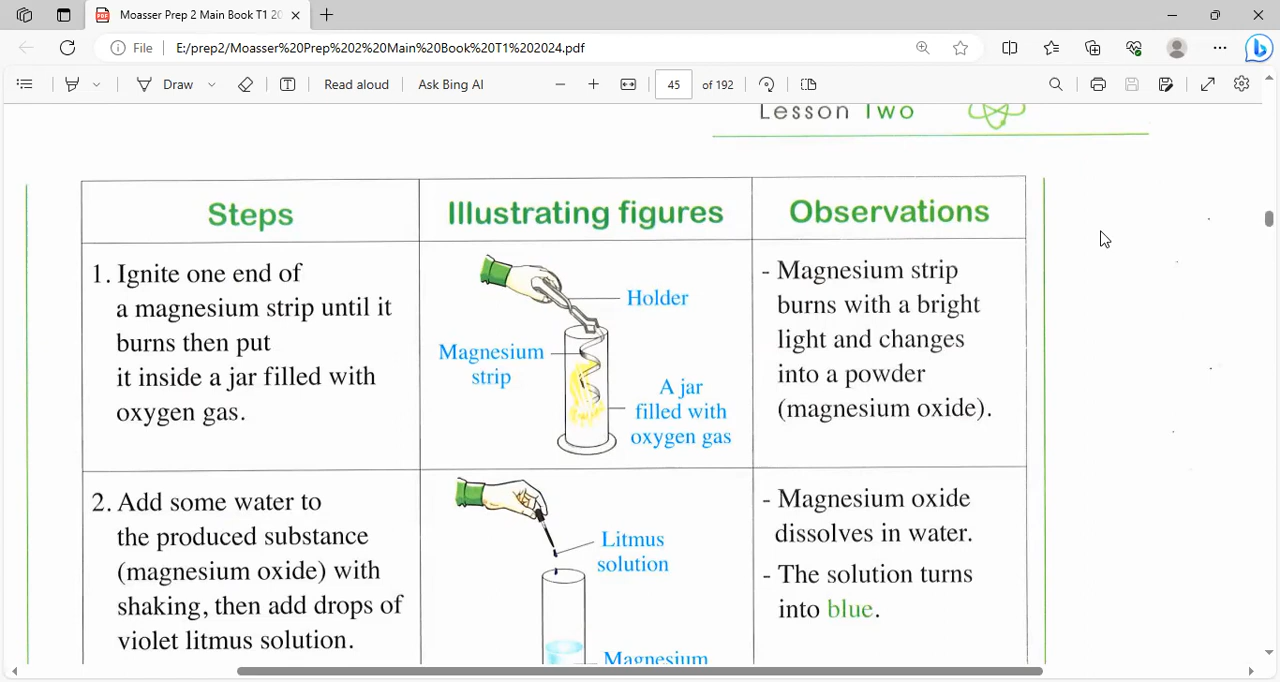 Moasser Prep 2 Main Book T1 20
File
E:/prep2/Moasser%20Prep%202%20Main%20Book%20T1%2020G4.pdf
Draw
Read aloud
Ask Bing AI
45
of 192
Lesson Two
Steps
Illustrating figures
Observations
1. Ignite one end of
a magnesium strip until it
burns then put
it inside a jar filled with
oxygen gas.
Holder
Magnesium
strip
A jar
filled with
oxygen gas
- Magnesium strip
burns with a bright
light and changes
into a powder
(magnesium oxide).
2. Add some water to
the produced substance
(magnesium oxide) with
shaking, then add drops of
violet litmus solution.
Litmus
solution
Magnesium
- Magnesium oxide
dissolves in water.
- The solution turns
into blue.